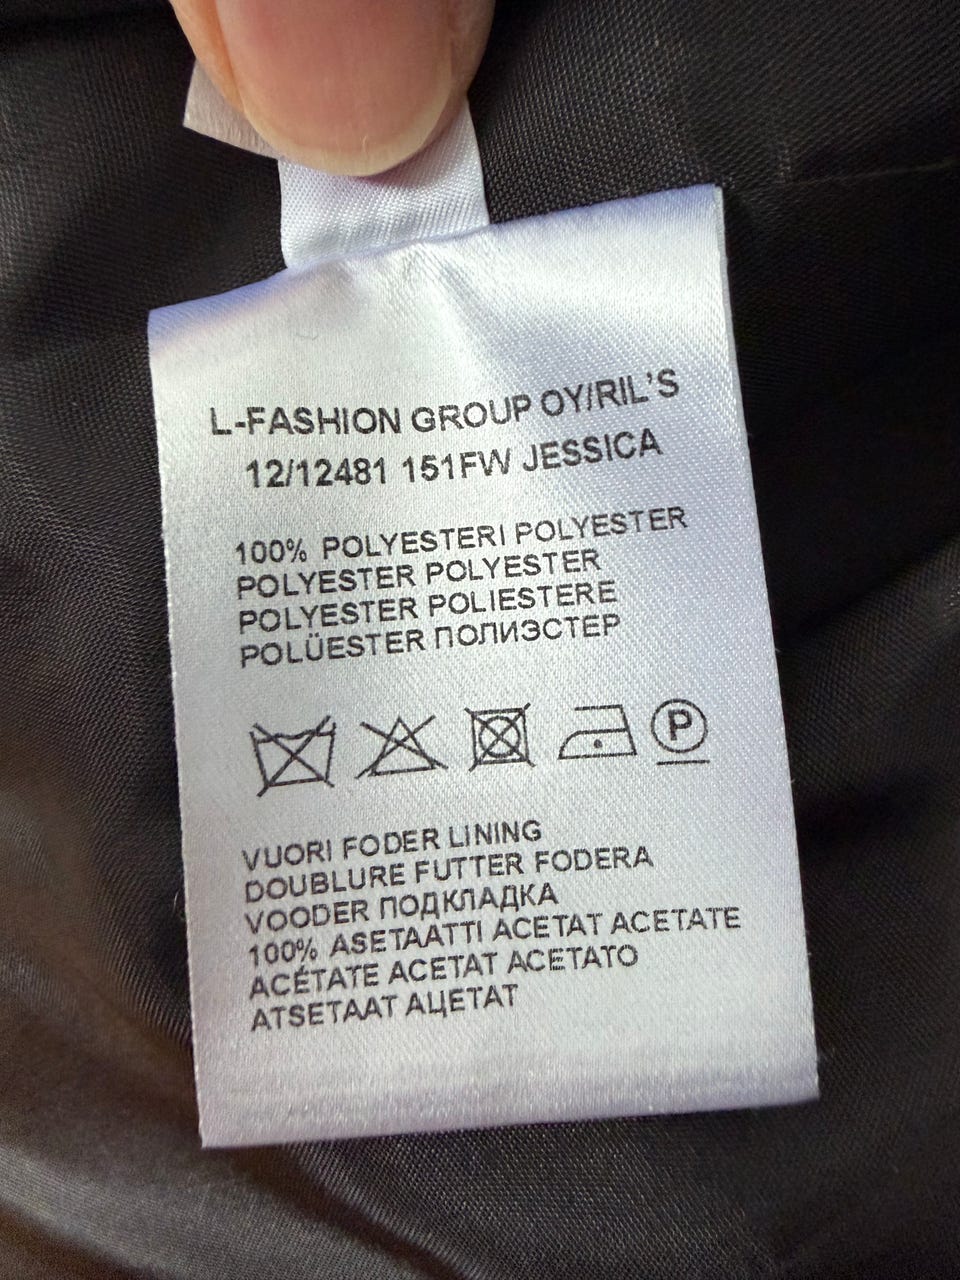 L-FASHION GROUP OY/RIL'S
12/12481 151FW JESSICA
100% POLYESTERI POLYESTER
POLYESTER POLYESTER
POLYESTER POLIESTERE
POLÜESTER ПОЛИЭСТЕР
P
VUORI FODER LINING
DOUBLURE FUTTER FODERA
VOODER ПОДКЛАДКА
100% ASETAATTI ACETAT ACETATE
ACÉTATE ACETAT ACETATO
ATSETAAT АЦЕТАТ